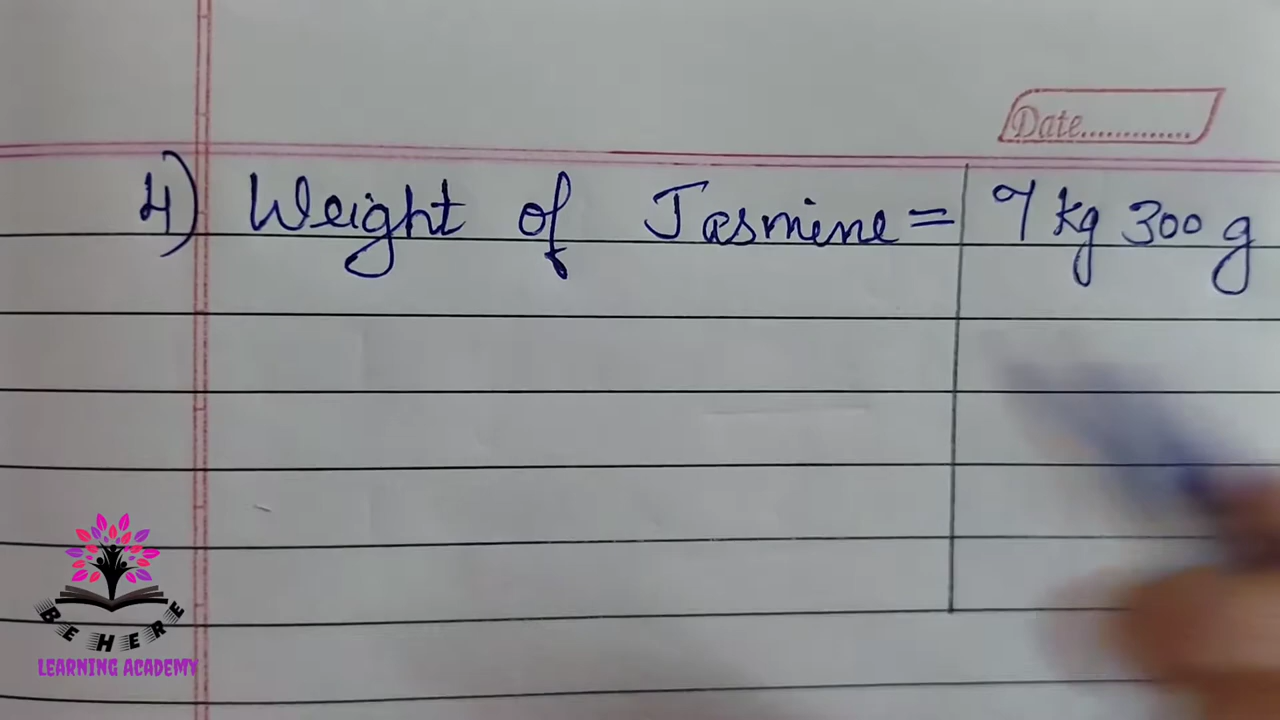 Date.............
4) Weight of Jasmine = 7 kg 300 g
BEHERE
LEARNING ACADEMY